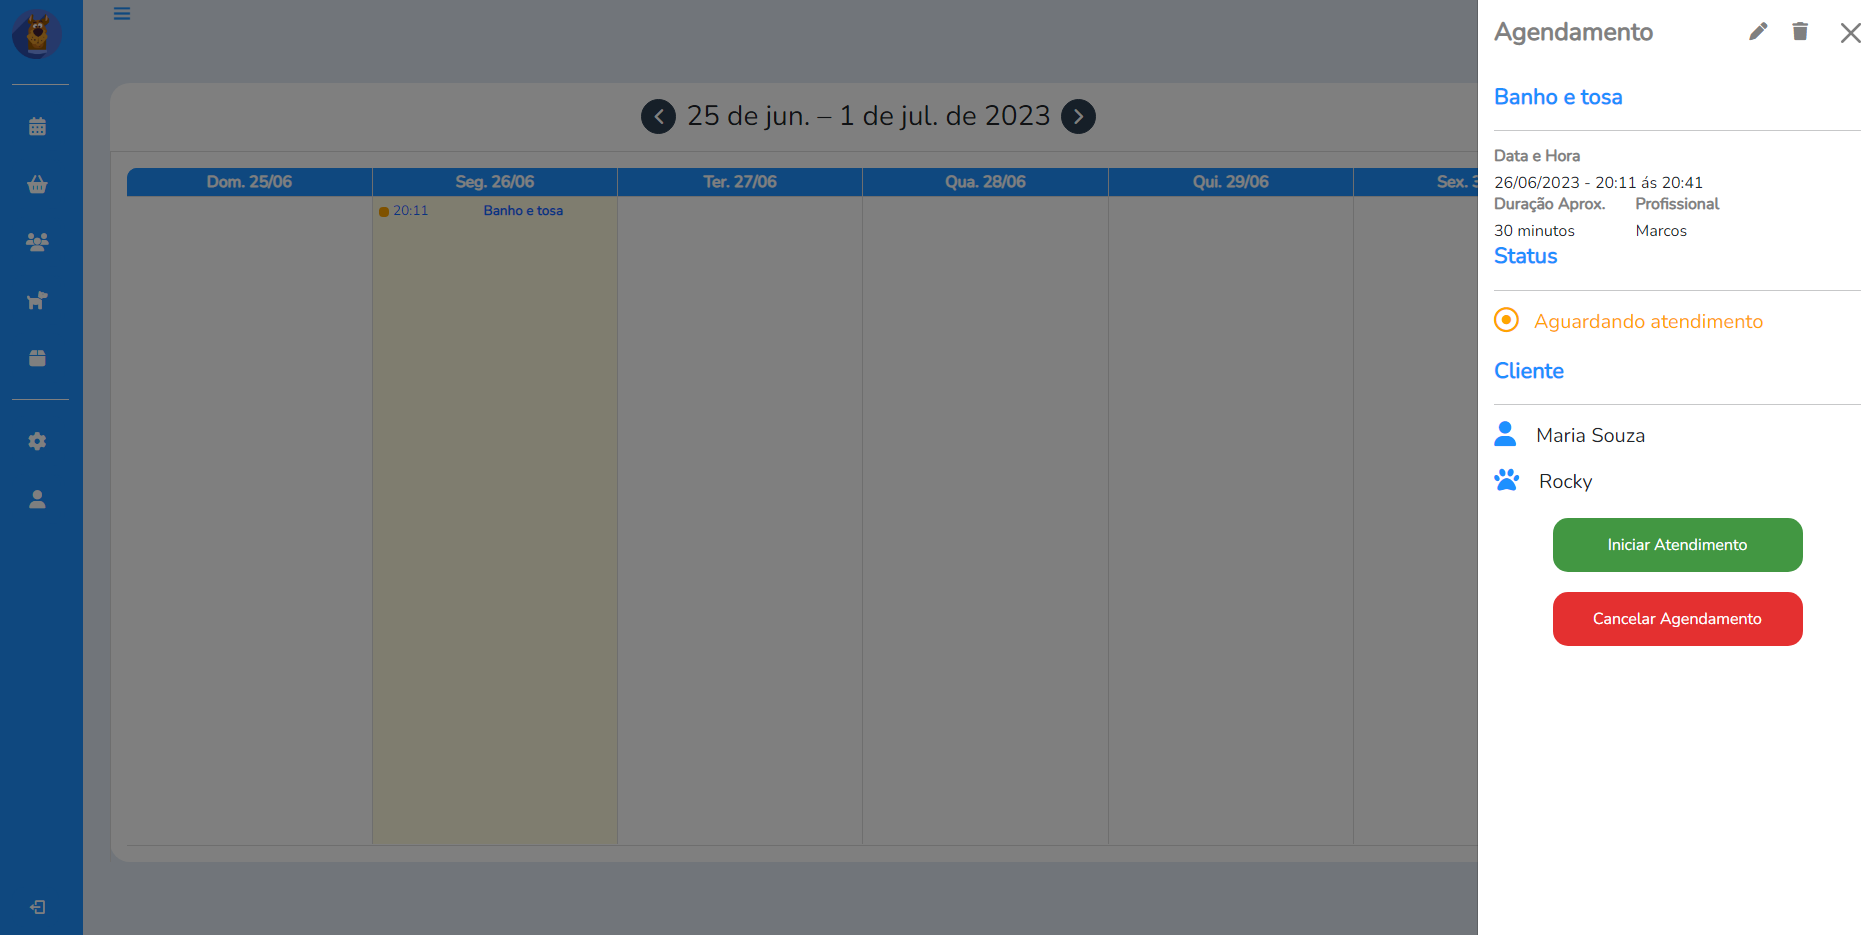 25 de jun. – 1 de jul. de 2023
Dom. 25/06
Seg. 26/06
Ter. 27/06
Qua. 28/06
Qui. 29/06
Sex. 3
20:11 Banho e tosa
Agendamento
Banho e tosa
Data e Hora
26/06/2023 - 20:11 ás 20:41
Duração Aprox. Profissional
30 minutos Marcos
Status
Aguardando atendimento
Cliente
Maria Souza
Rocky
Iniciar Atendimento
Cancelar Agendamento